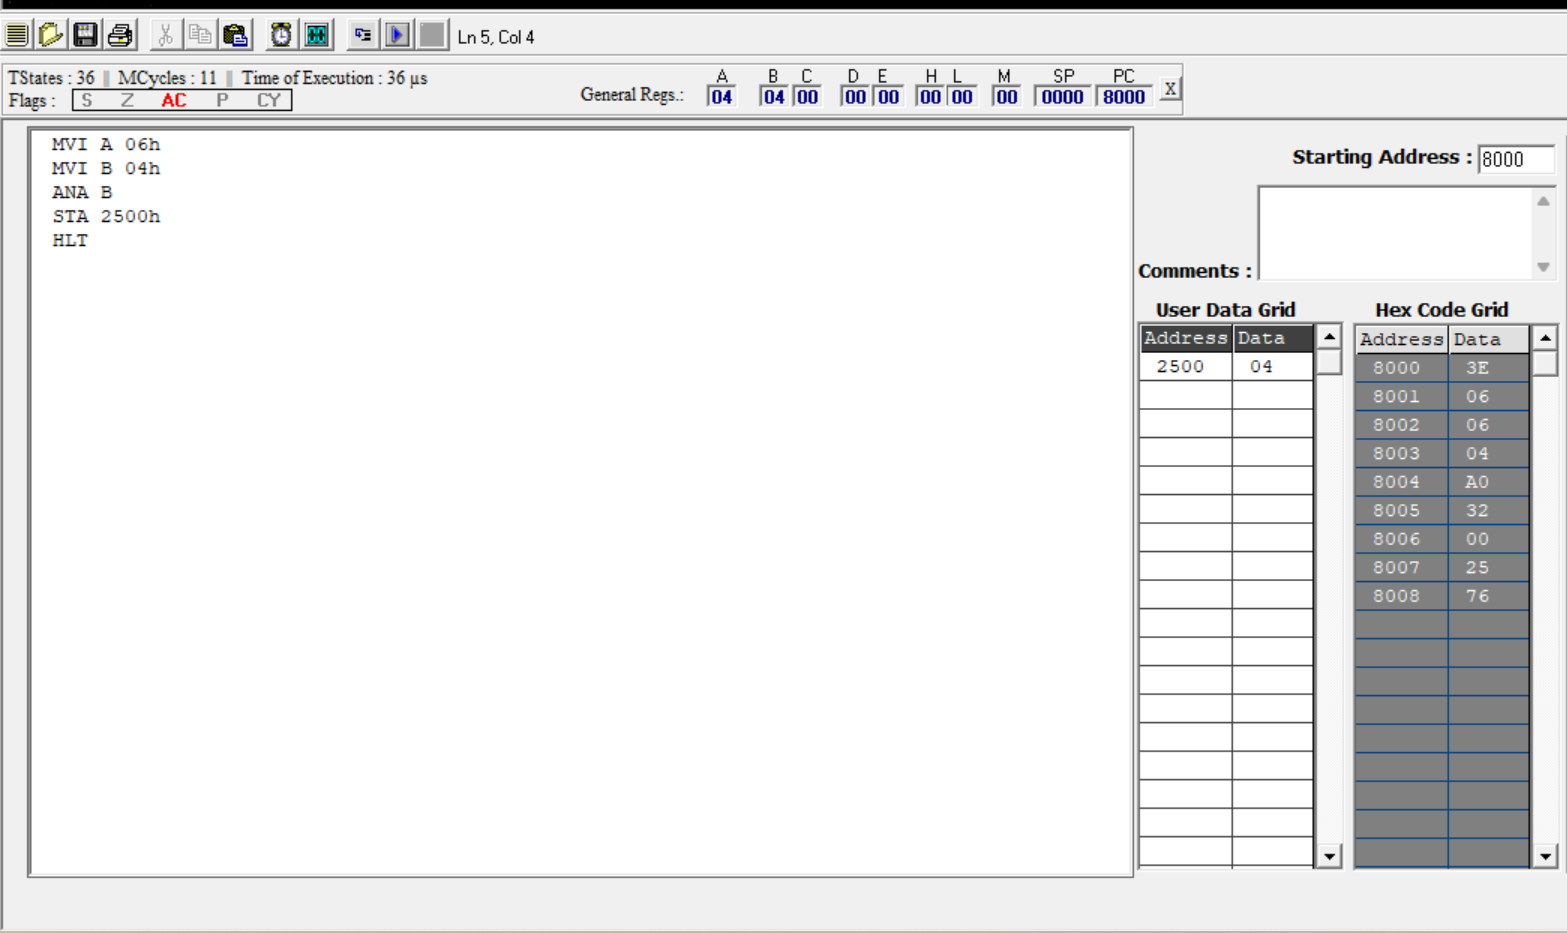 Ln 5, Col 4
TStates : 36 || MCycles : 11 || Time of Execution : 36 µs
Flags : S Z AC P CY
General Regs.:
A B C D E H L M SP PC
04 04 00 00 00 00 00 00 0000 8000 X
MVI A 06h
MVI B 04h
ANA B
STA 2500h
HLT
Starting Address : 8000
Comments :
User Data Grid
Address Data
2500 04
Hex Code Grid
Address Data
8000 3E
8001 06
8002 06
8003 04
8004 A0
8005 32
8006 00
8007 25
8008 76